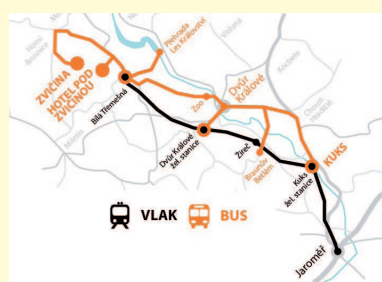 Přehrada
Les Království
ZVIČINA
HOTEL POD
ZVIČINOU
Bílá Třemešná
Zoo
Dvůr
Králové
Dvůr Králové
žel. stanice
Žireč
Braunův
Betlém
KUKS
Kuks
žel. stanice
Jaroměř
VLAK
BUS